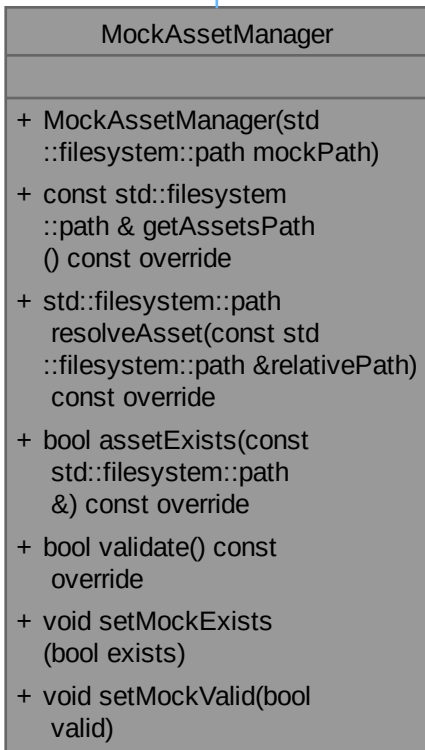 MockAssetManager
+ MockAssetManager(std
::filesystem::path mockPath)
+ const std::filesystem
::path & getAssetsPath
() const override
+ std::filesystem::path
resolveAsset(const std
::filesystem::path &relativePath)
const override
+ bool assetExists(const
std::filesystem::path
&) const override
+ bool validate() const
override
+ void setMockExists
(bool exists)
+ void setMockValid(bool
valid)